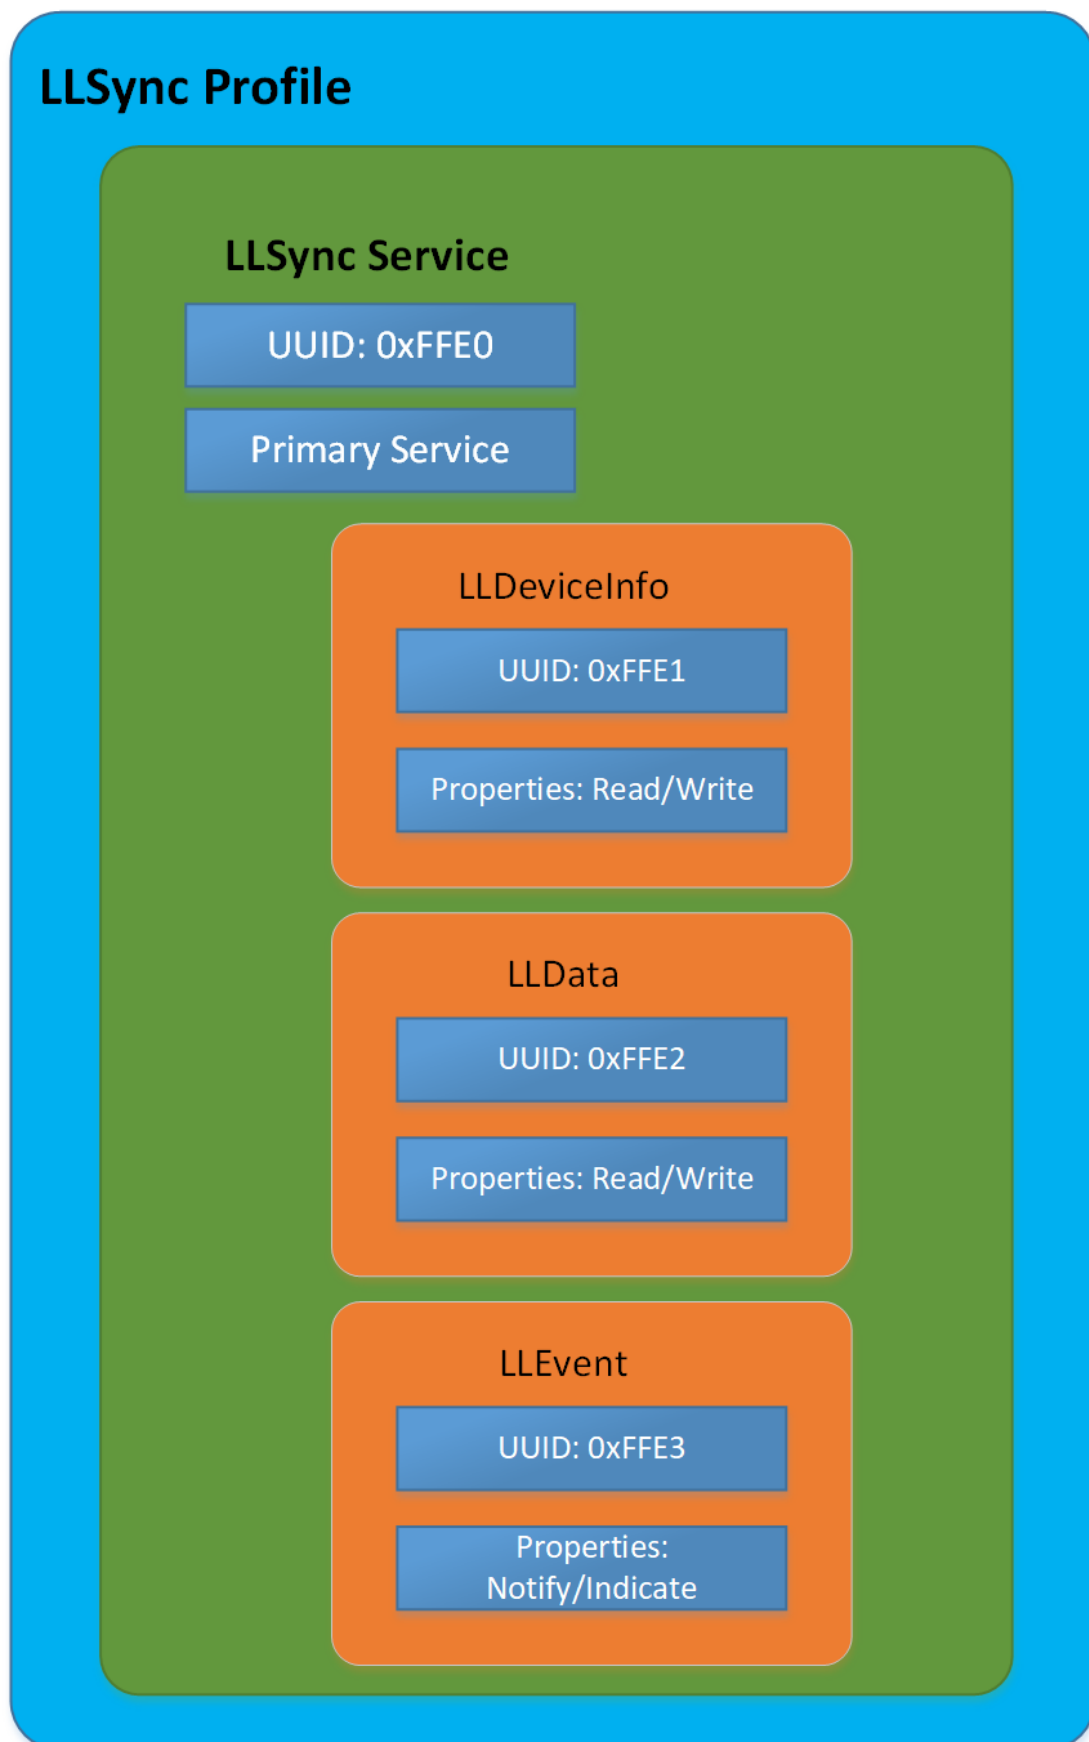 LLSync Profile
LLSync Service
UUID: 0xFFE0
Primary Service
LLDeviceInfo
UUID: 0xFFE1
Properties: Read/Write
LLData
UUID: 0xFFE2
Properties: Read/Write
LLEvent
UUID: 0xFFE3
Properties:
Notify/Indicate